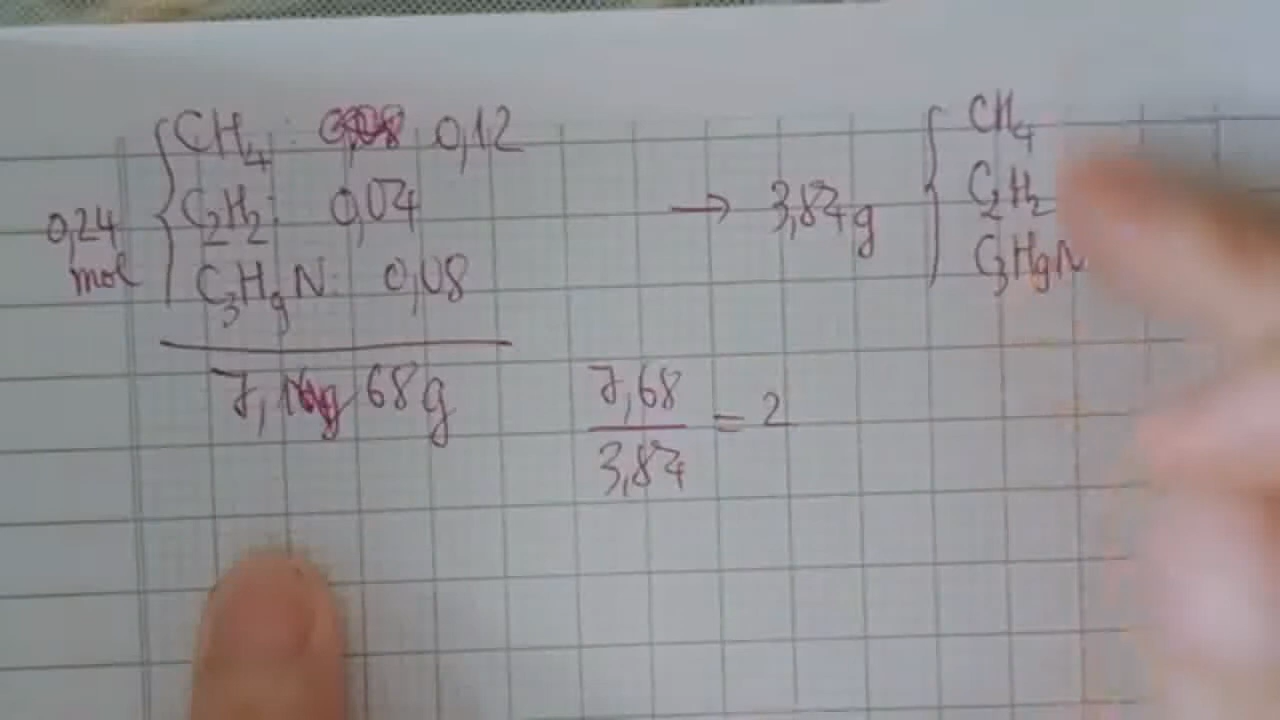 CH₄ : 0,12
0,24 mol
C₂H₂: 0,04
C₃H₉N: 0,08
7,68g
→ 3,84g
CH₄
C₂H₂
C₃H₉N
7,68
3,84
= 2